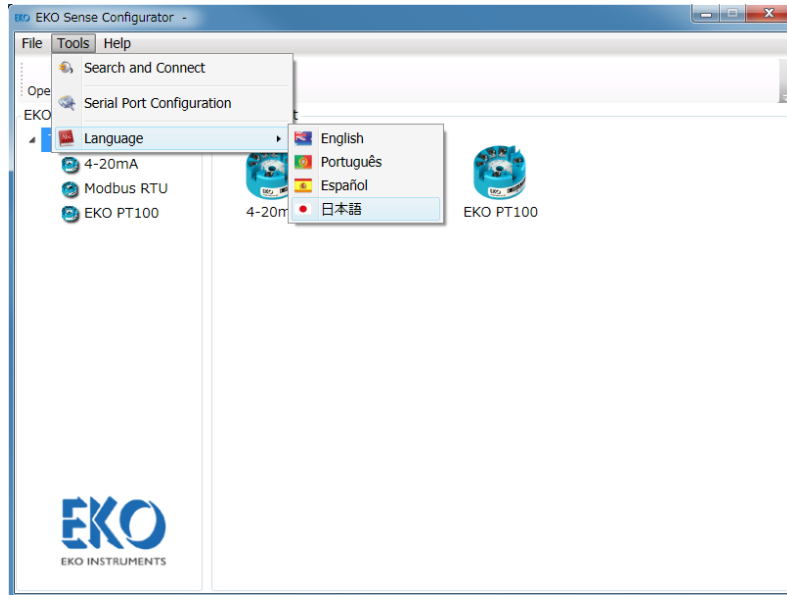 EKO EKO Sense Configurator -
File Tools Help
Search and Connect
Ope
Serial Port Configuration
EKO
t
Language
English
Português
Español
日本語
4-20mA
Modbus RTU
EKO PT100
4-20m
EKO PT100
EKO
EKO INSTRUMENTS